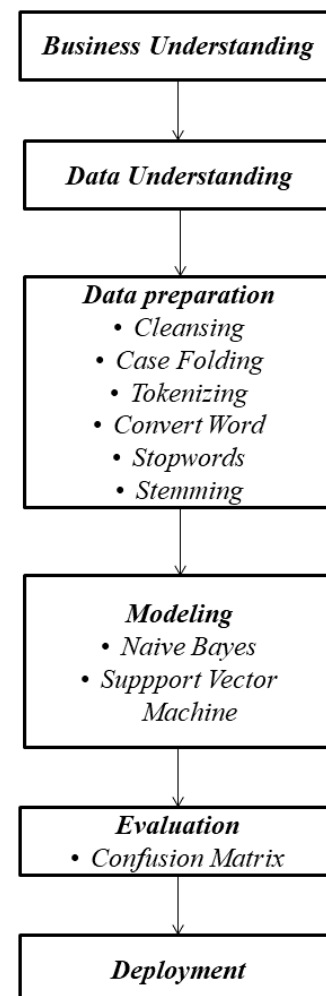 Business Understanding
Data Understanding
Data preparation
• Cleansing
• Case Folding
• Tokenizing
• Convert Word
• Stopwords
• Stemming
Modeling
• Naive Bayes
• Suppport Vector
Machine
Evaluation
• Confusion Matrix
Deployment